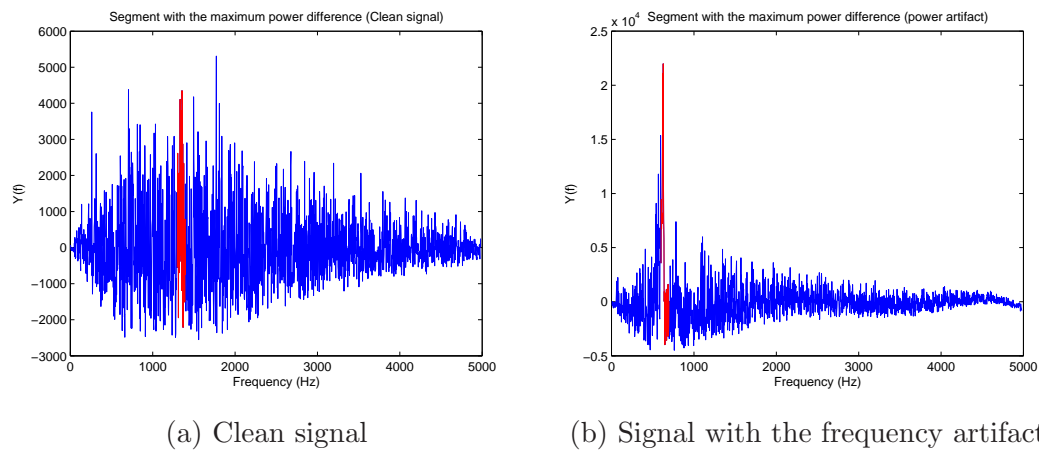 Segment with the maximum power difference (Clean signal)
6000
5000
4000
3000
2000
1000
0
−1000
−2000
−3000
Y(f)
0 1000 2000 3000 4000 5000
Frequency (Hz)
(a) Clean signal
Segment with the maximum power difference (power artifact)
x 10^4
2.5
2
1.5
1
0.5
0
−0.5
Y(f)
0 1000 2000 3000 4000 5000
Frequency (Hz)
(b) Signal with the frequency artifact